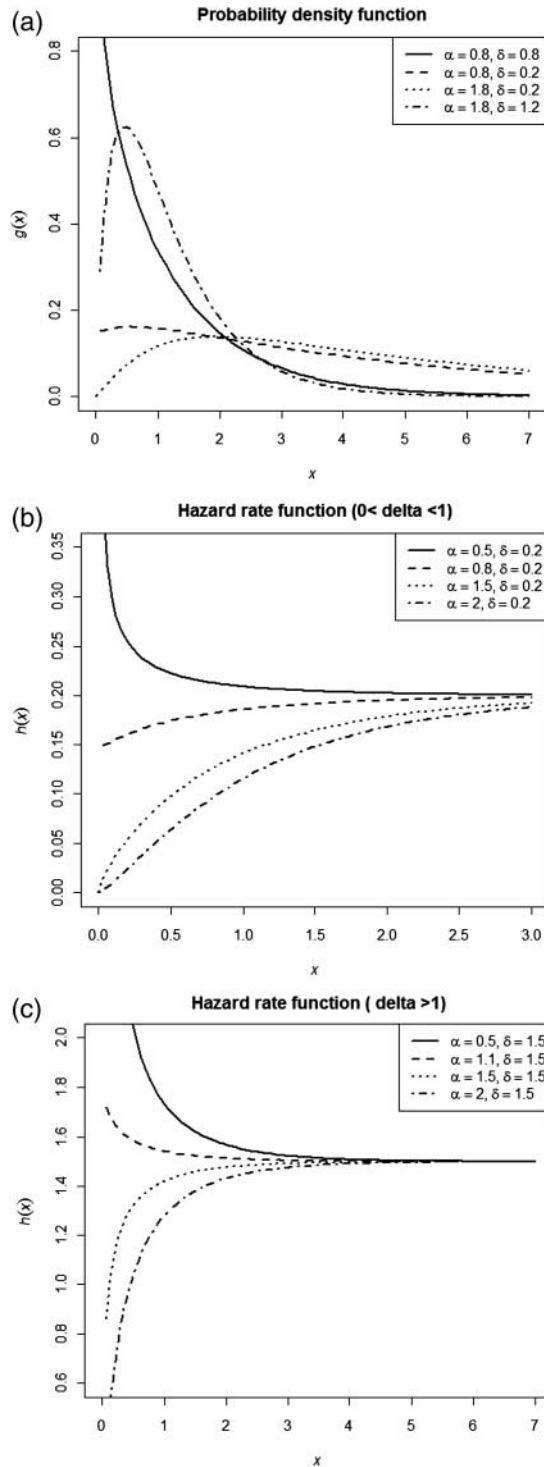 (a)
Probability density function
α = 0.8, δ = 0.8
α = 0.8, δ = 0.2
α = 1.8, δ = 0.2
α = 1.8, δ = 1.2
g(x)
0.8
0.6
0.4
0.2
0.0
0 1 2 3 4 5 6 7
x
(b)
Hazard rate function (0< delta <1)
α = 0.5, δ = 0.2
α = 0.8, δ = 0.2
α = 1.5, δ = 0.2
α = 2, δ = 0.2
h(x)
0.35
0.30
0.25
0.20
0.15
0.10
0.05
0.00
0.0 0.5 1.0 1.5 2.0 2.5 3.0
x
(c)
Hazard rate function ( delta >1)
α = 0.5, δ = 1.5
α = 1.1, δ = 1.5
α = 1.5, δ = 1.5
α = 2, δ = 1.5
h(x)
2.0
1.8
1.6
1.4
1.2
1.0
0.8
0.6
0 1 2 3 4 5 6 7
x